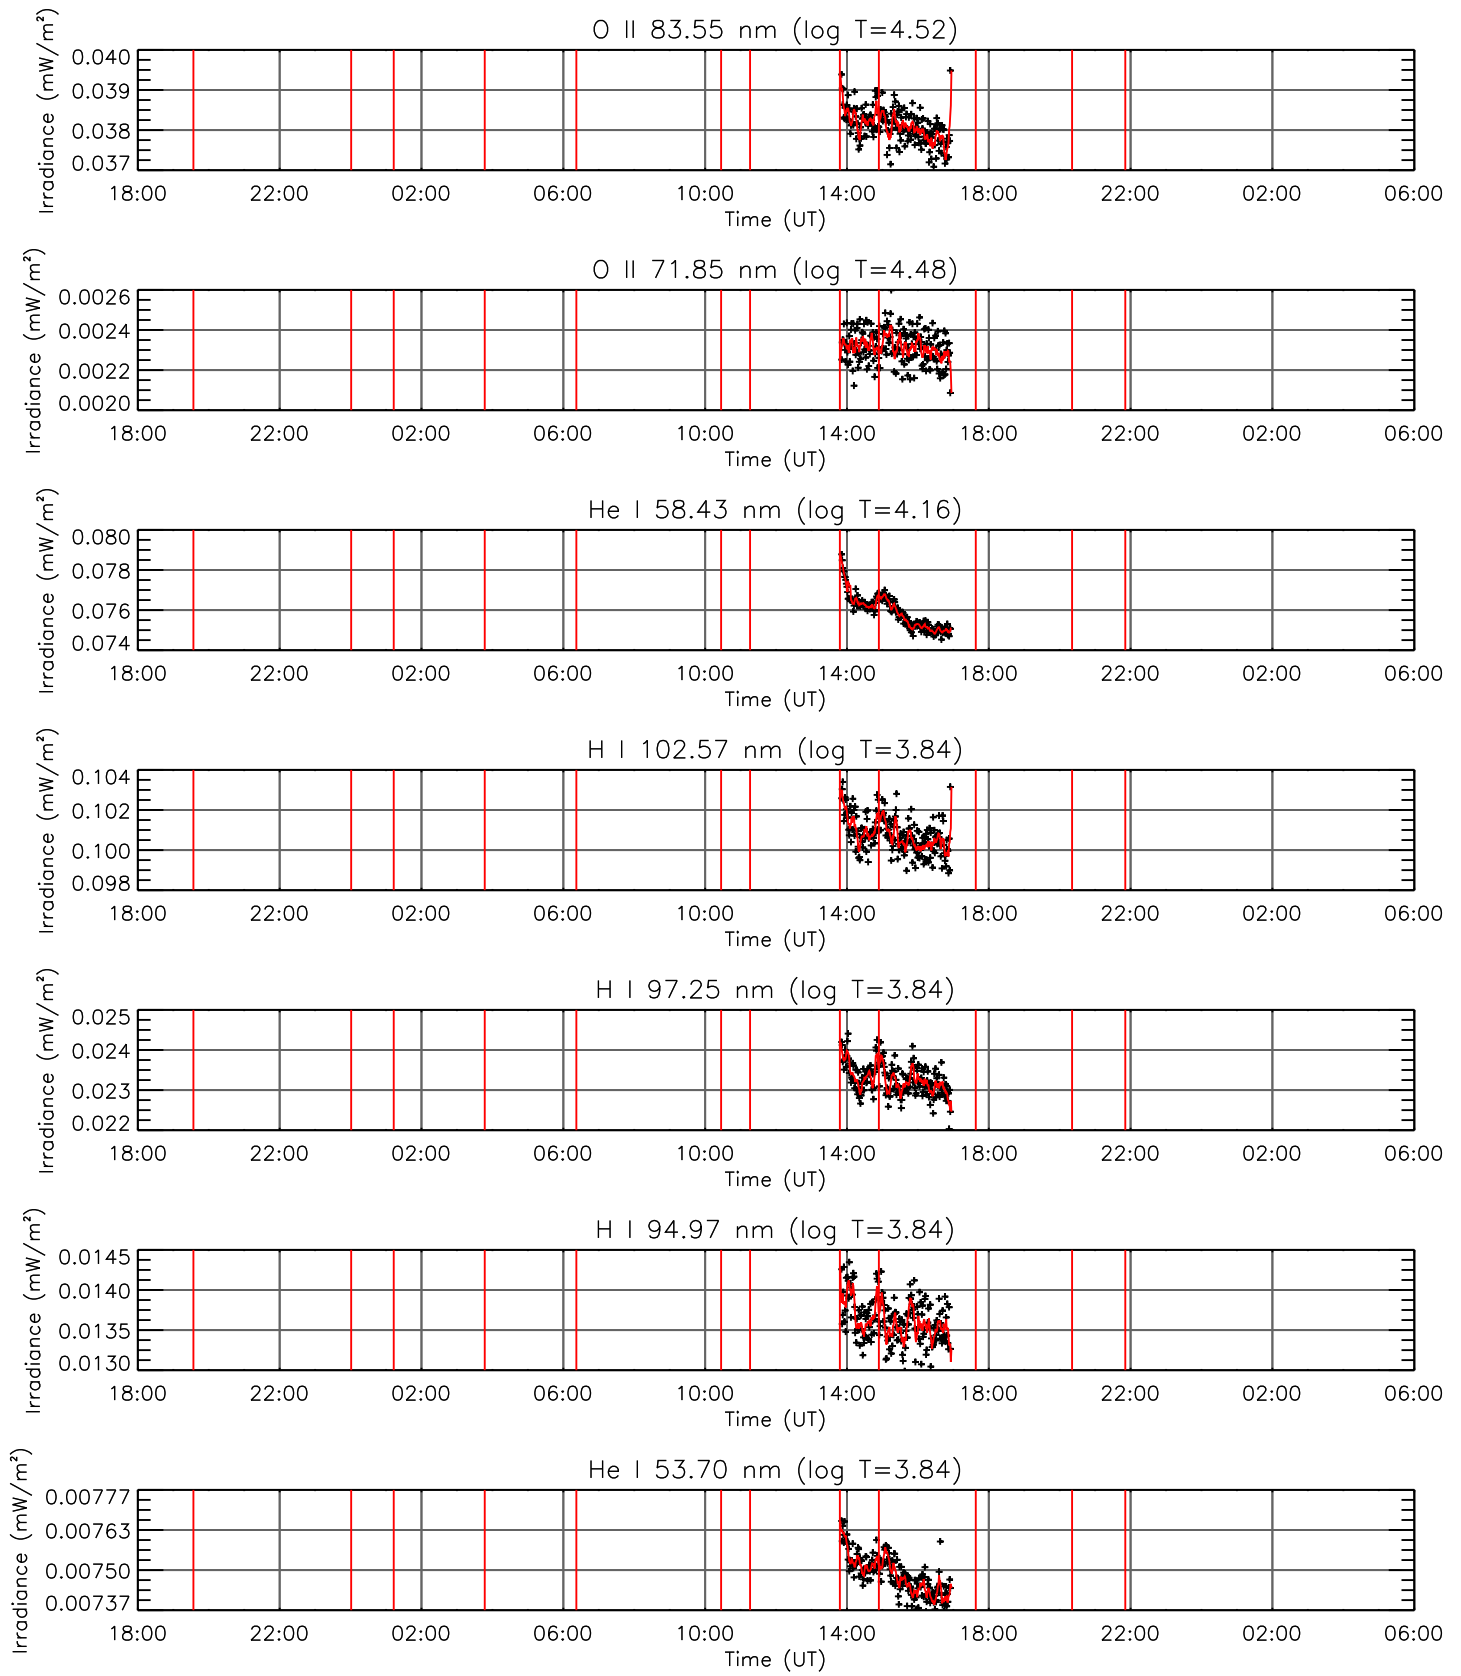 O II 83.55 nm (log T=4.52)
Irradiance (mW/m²)
0.040
0.039
0.038
0.037
18:00 22:00 02:00 06:00 10:00 14:00 18:00 22:00 02:00 06:00
Time (UT)
O II 71.85 nm (log T=4.48)
Irradiance (mW/m²)
0.0026
0.0024
0.0022
0.0020
18:00 22:00 02:00 06:00 10:00 14:00 18:00 22:00 02:00 06:00
Time (UT)
He I 58.43 nm (log T=4.16)
Irradiance (mW/m²)
0.080
0.078
0.076
0.074
18:00 22:00 02:00 06:00 10:00 14:00 18:00 22:00 02:00 06:00
Time (UT)
H I 102.57 nm (log T=3.84)
Irradiance (mW/m²)
0.104
0.102
0.100
0.098
18:00 22:00 02:00 06:00 10:00 14:00 18:00 22:00 02:00 06:00
Time (UT)
H I 97.25 nm (log T=3.84)
Irradiance (mW/m²)
0.025
0.024
0.023
0.022
18:00 22:00 02:00 06:00 10:00 14:00 18:00 22:00 02:00 06:00
Time (UT)
H I 94.97 nm (log T=3.84)
Irradiance (mW/m²)
0.0145
0.0140
0.0135
0.0130
18:00 22:00 02:00 06:00 10:00 14:00 18:00 22:00 02:00 06:00
Time (UT)
He I 53.70 nm (log T=3.84)
Irradiance (mW/m²)
0.00777
0.00763
0.00750
0.00737
18:00 22:00 02:00 06:00 10:00 14:00 18:00 22:00 02:00 06:00
Time (UT)